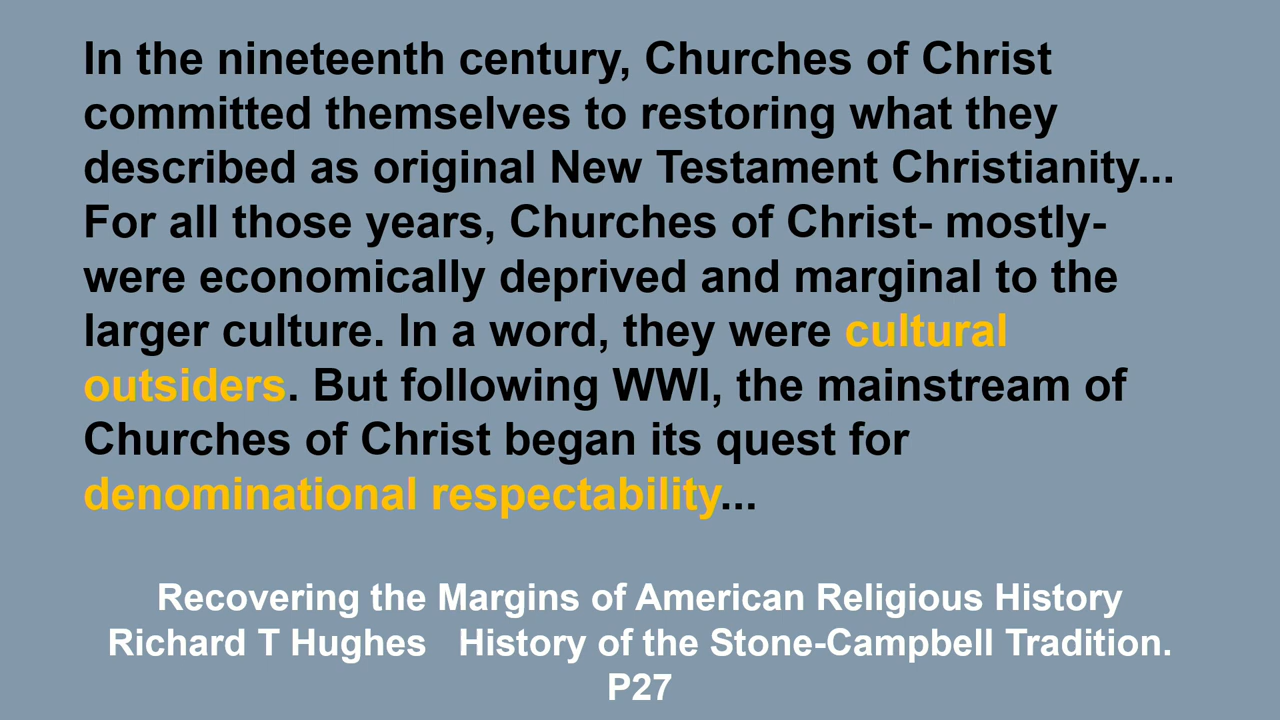 In the nineteenth century, Churches of Christ
committed themselves to restoring what they
described as original New Testament Christianity...
For all those years, Churches of Christ- mostly-
were economically deprived and marginal to the
larger culture. In a word, they were cultural
outsiders. But following WWI, the mainstream of
Churches of Christ began its quest for
denominational respectability...
Recovering the Margins of American Religious History
Richard T Hughes   History of the Stone-Campbell Tradition.
P27